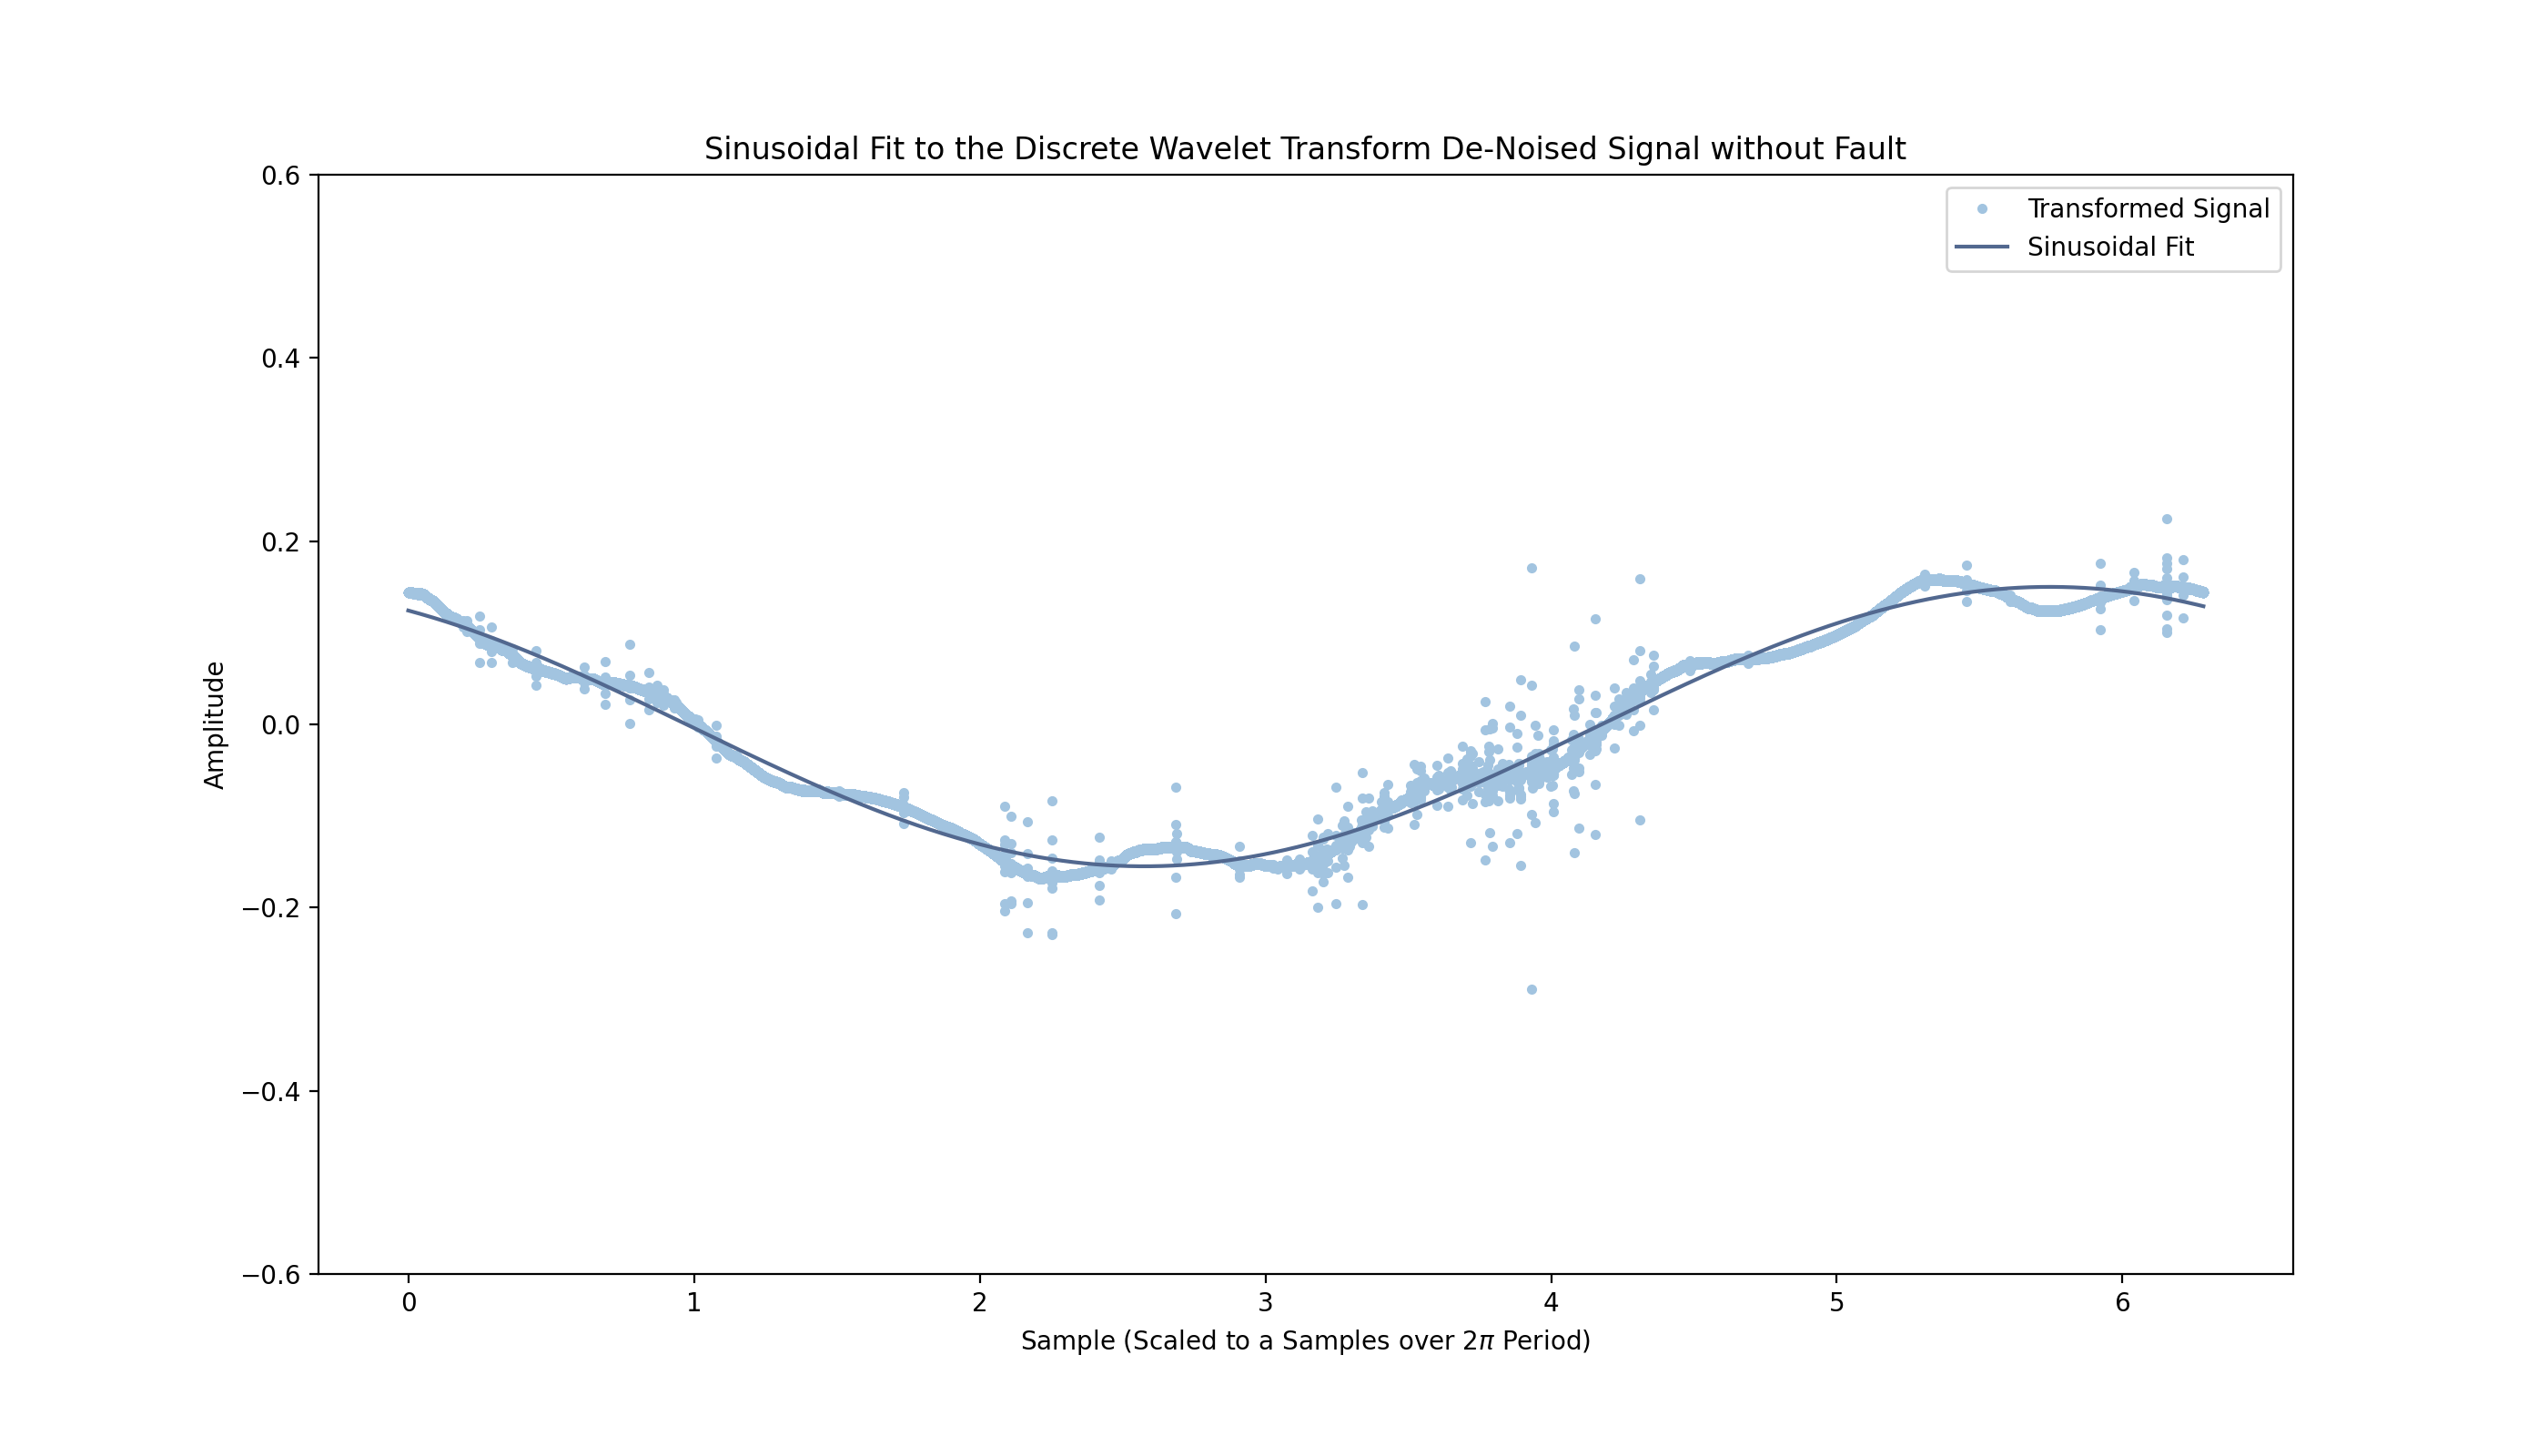 Sinusoidal Fit to the Discrete Wavelet Transform De-Noised Signal without Fault
0.6
0.4
0.2
0.0
−0.2
−0.4
−0.6
Amplitude
Transformed Signal
Sinusoidal Fit
0 1 2 3 4 5 6
Sample (Scaled to a Samples over 2π Period)